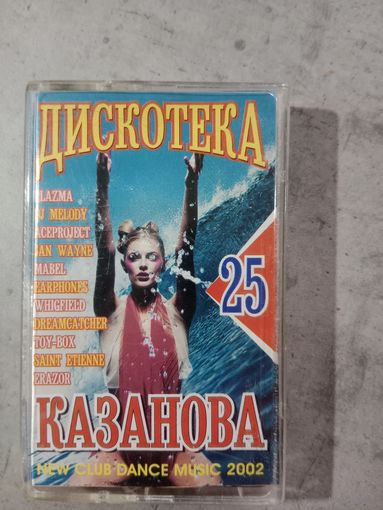 ДИСКОТЕКА
PLAZMA
DJ MELODY
ACEPROJECT
JAN WAYNE
MABEL
EARPHONES
WHIGFIELD
DREAMCATCHER
TOY-BOX
SAINT ETIENNE
ERAZOR
25
КАЗАНОВА
NEW CLUB DANCE MUSIC 2002